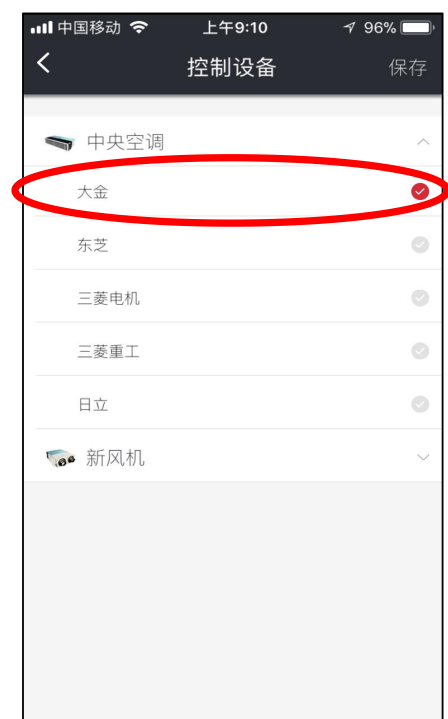 中国移动 上午9:10 96%
控制设备 保存
中央空调
大金
东芝
三菱电机
三菱重工
日立
新风机